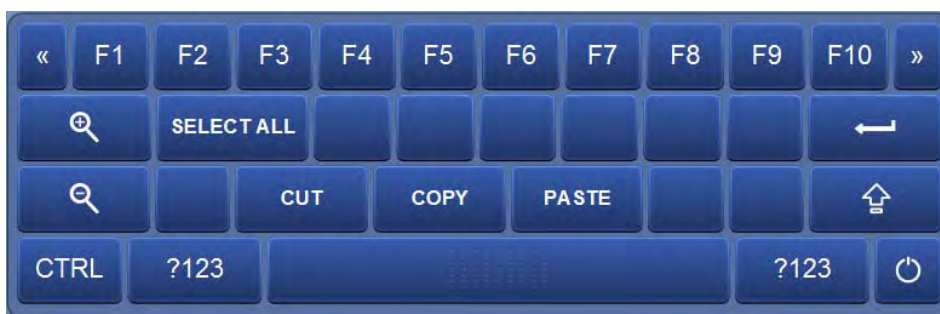 « F1 F2 F3 F4 F5 F6 F7 F8 F9 F10 »
SELECT ALL
CUT COPY PASTE
CTRL ?123 ?123